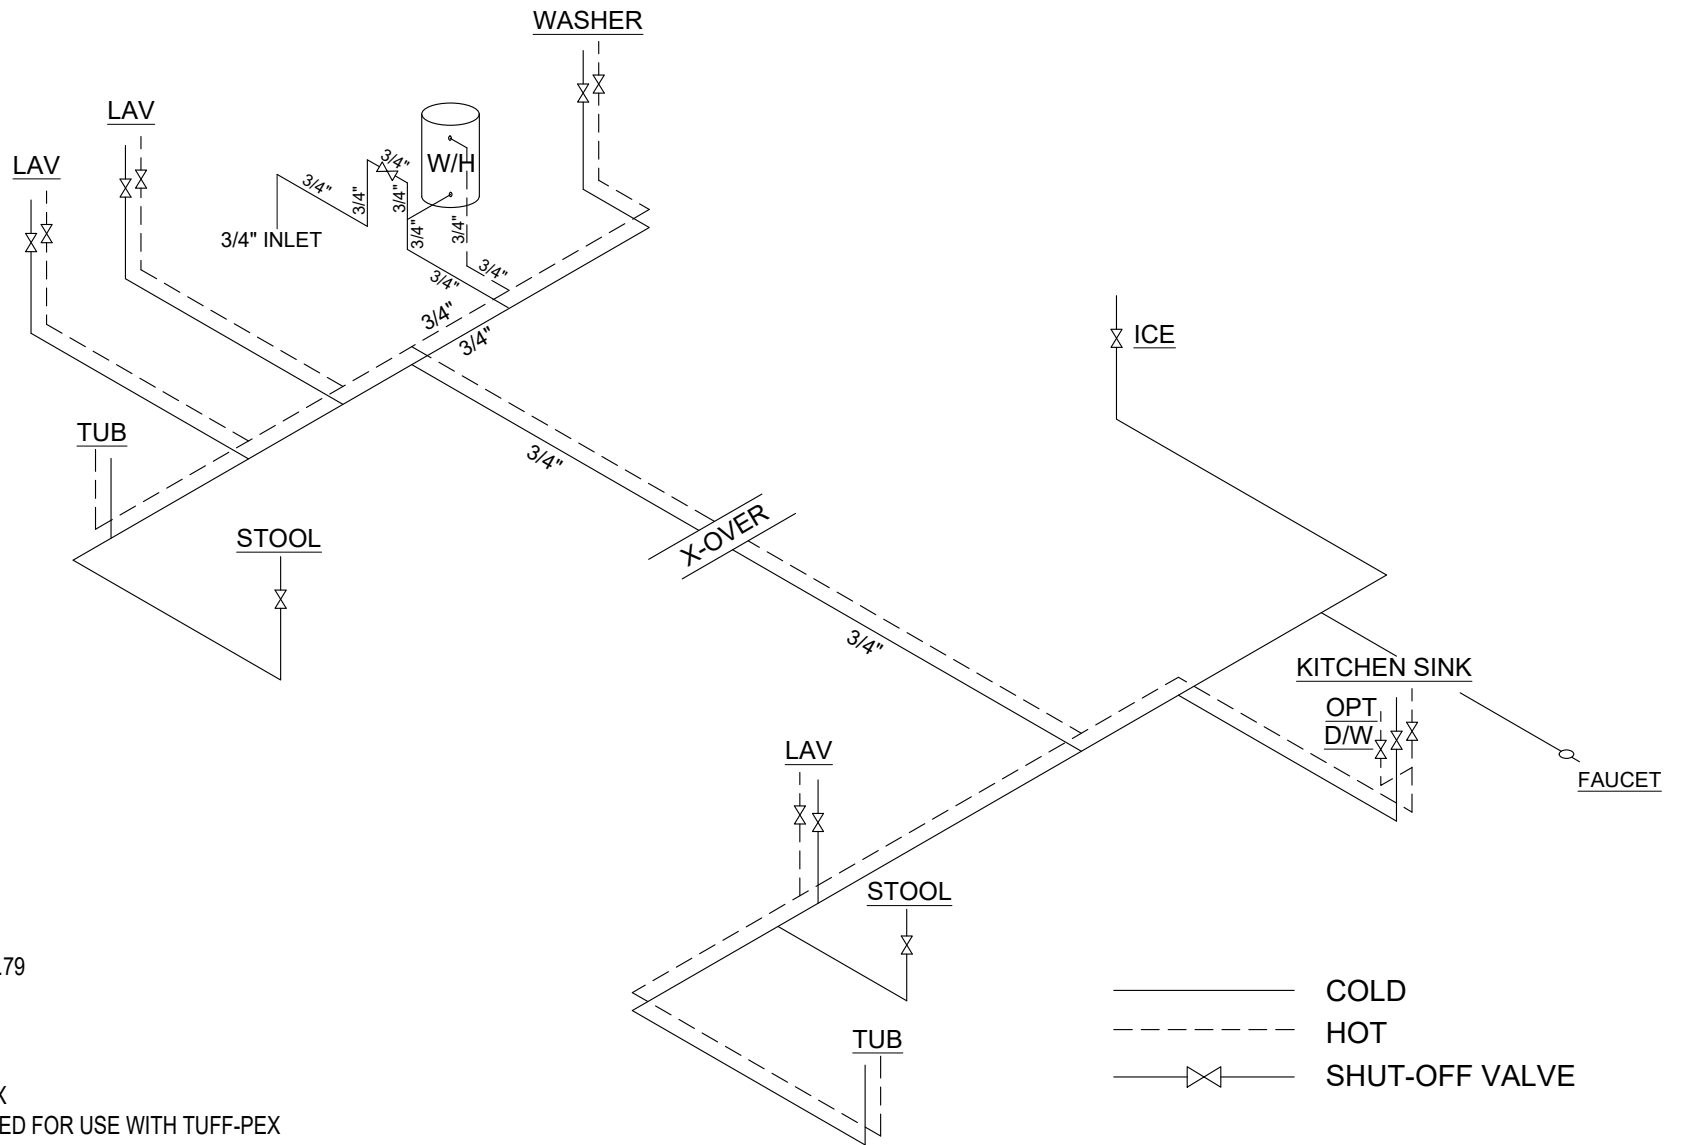 WASHER
LAV
LAV
W/H
3/4"
3/4"
3/4"
3/4"
3/4"
3/4"
3/4" INLET
3/4"
3/4"
3/4"
3/4"
ICE
TUB
3/4"
X-OVER
STOOL
3/4"
KITCHEN SINK
OPT
D/W
FAUCET
LAV
STOOL
.79
COLD
HOT
TUB
SHUT-OFF VALVE
X
ED FOR USE WITH TUFF-PEX